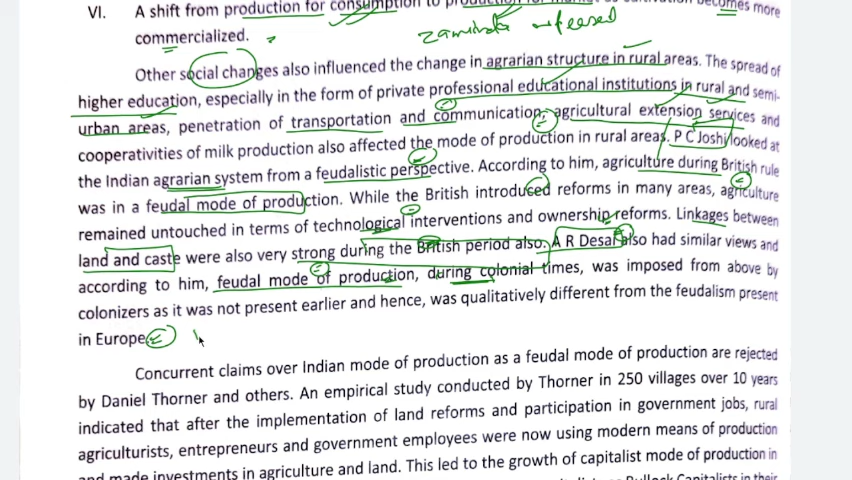 VI. A shift from production for consumption to production for market as cultivation becomes more
commercialized.
Other social changes also influenced the change in agrarian structure in rural areas. The spread of
higher education, especially in the form of private professional educational institutions in rural and semi-
urban areas, penetration of transportation and communication, agricultural extension services and
cooperativities of milk production also affected the mode of production in rural areas. P C Joshi looked at
the Indian agrarian system from a feudalistic perspective. According to him, agriculture during British rule
was in a feudal mode of production. While the British introduced reforms in many areas, agriculture
remained untouched in terms of technological interventions and ownership reforms. Linkages between
land and caste were also very strong during the British period also. A R Desai also had similar views and
according to him, feudal mode of production, during colonial times, was imposed from above by
colonizers as it was not present earlier and hence, was qualitatively different from the feudalism present
in Europe.
Concurrent claims over Indian mode of production as a feudal mode of production are rejected
by Daniel Thorner and others. An empirical study conducted by Thorner in 250 villages over 10 years
indicated that after the implementation of land reforms and participation in government jobs, rural
agriculturists, entrepreneurs and government employees were now using modern means of production
and made investments in agriculture and land. This led to the growth of capitalist mode of production in
Bullock Capitalists in their